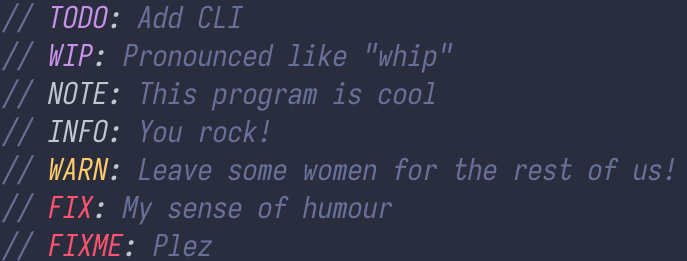 // TODO: Add CLI
// WIP: Pronounced like "whip"
// NOTE: This program is cool
// INFO: You rock!
// WARN: Leave some women for the rest of us!
// FIX: My sense of humour
// FIXME: Plez